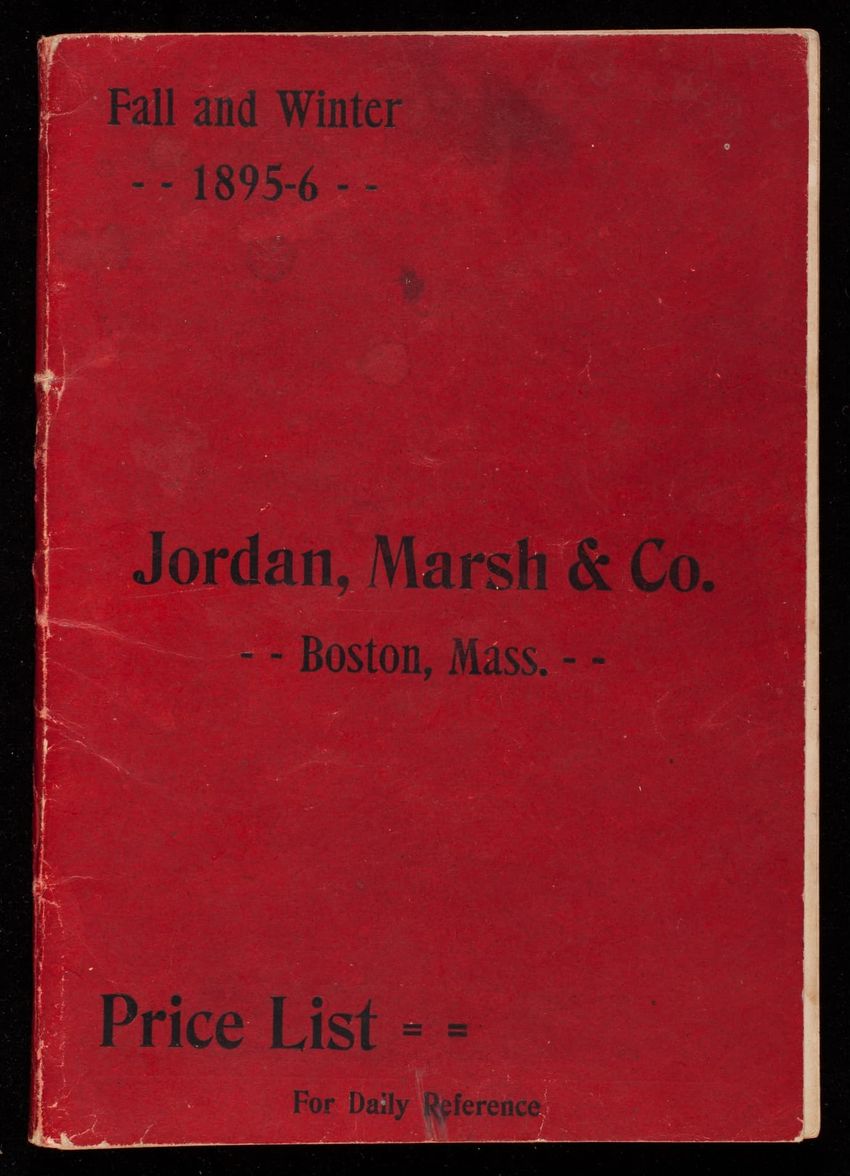 Fall and Winter
- - 1895-6 - -
Jordan, Marsh & Co.
- - Boston, Mass. - -
Price List = =
For Daily Reference